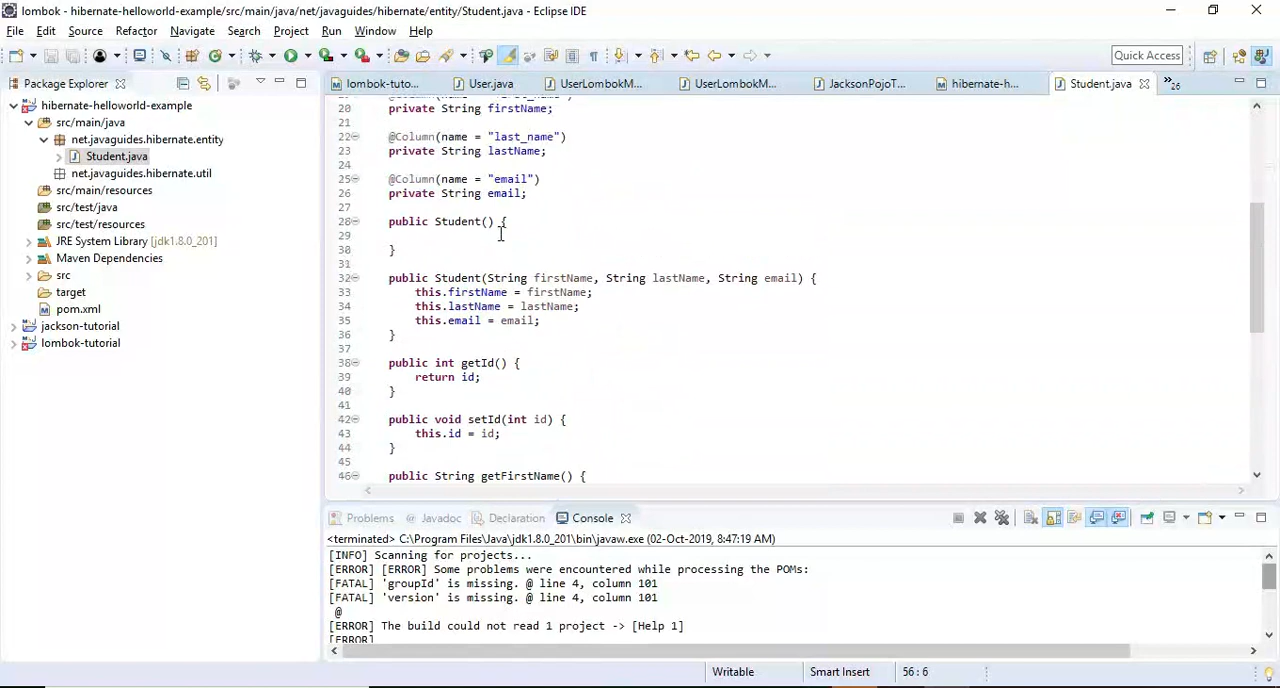 lombok - hibernate-helloworld-example/src/main/java/net/javaguides/hibernate/entity/Student.java - Eclipse IDE
File Edit Source Refactor Navigate Search Project Run Window Help
Quick Access
Package Explorer
lombok-tuto... User.java UserLombokM... UserLombokM... JacksonPojoT... hibernate-h... Student.java »26
hibernate-helloworld-example
src/main/java
net.javaguides.hibernate.entity
Student.java
net.javaguides.hibernate.util
src/main/resources
src/test/java
src/test/resources
JRE System Library [jdk1.8.0_201]
Maven Dependencies
src
target
pom.xml
jackson-tutorial
lombok-tutorial
20 private String firstName;
21
22 @Column(name = "last_name")
23 private String lastName;
24
25 @Column(name = "email")
26 private String email;
27
28 public Student() {
29
30 }
31
32 public Student(String firstName, String lastName, String email) {
33 this.firstName = firstName;
34 this.lastName = lastName;
35 this.email = email;
36 }
37
38 public int getId() {
39 return id;
40 }
41
42 public void setId(int id) {
43 this.id = id;
44 }
45
46 public String getFirstName() {
Problems @ Javadoc Declaration Console
<terminated> C:\Program Files\Java\jdk1.8.0_201\bin\javaw.exe (02-Oct-2019, 8:47:19 AM)
[INFO] Scanning for projects...
[ERROR] [ERROR] Some problems were encountered while processing the POMs:
[FATAL] 'groupId' is missing. @ line 4, column 101
[FATAL] 'version' is missing. @ line 4, column 101
@
[ERROR] The build could not read 1 project -> [Help 1]
[ERROR]
Writable Smart Insert 56 : 6